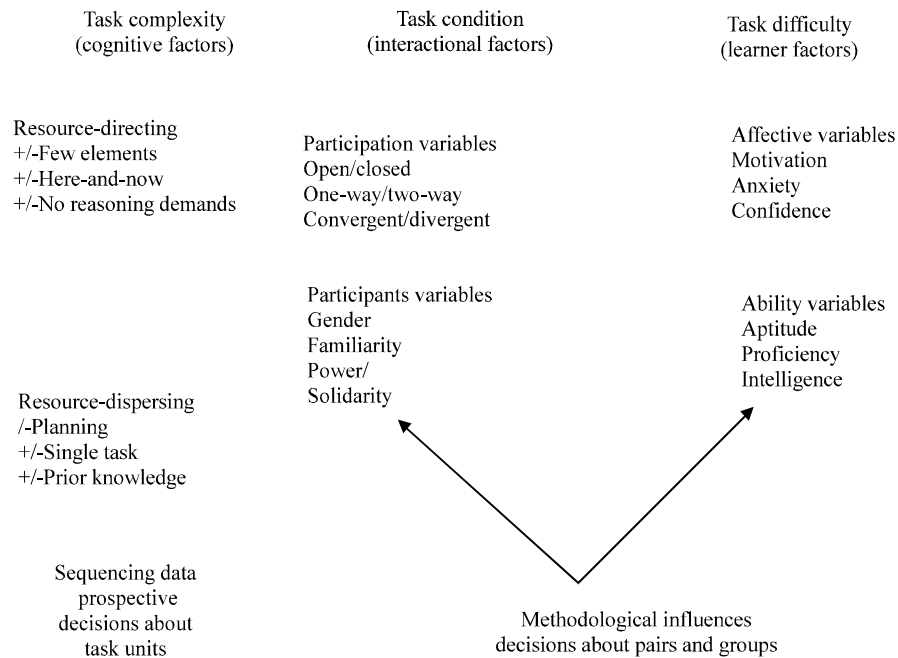 Task complexity
(cognitive factors)
Task condition
(interactional factors)
Task difficulty
(learner factors)
Resource-directing
+/-Few elements
+/-Here-and-now
+/-No reasoning demands
Participation variables
Open/closed
One-way/two-way
Convergent/divergent
Affective variables
Motivation
Anxiety
Confidence
Participants variables
Gender
Familiarity
Power/
Solidarity
Ability variables
Aptitude
Proficiency
Intelligence
Resource-dispersing
/-Planning
+/-Single task
+/-Prior knowledge
Sequencing data
prospective
decisions about
task units
Methodological influences
decisions about pairs and groups